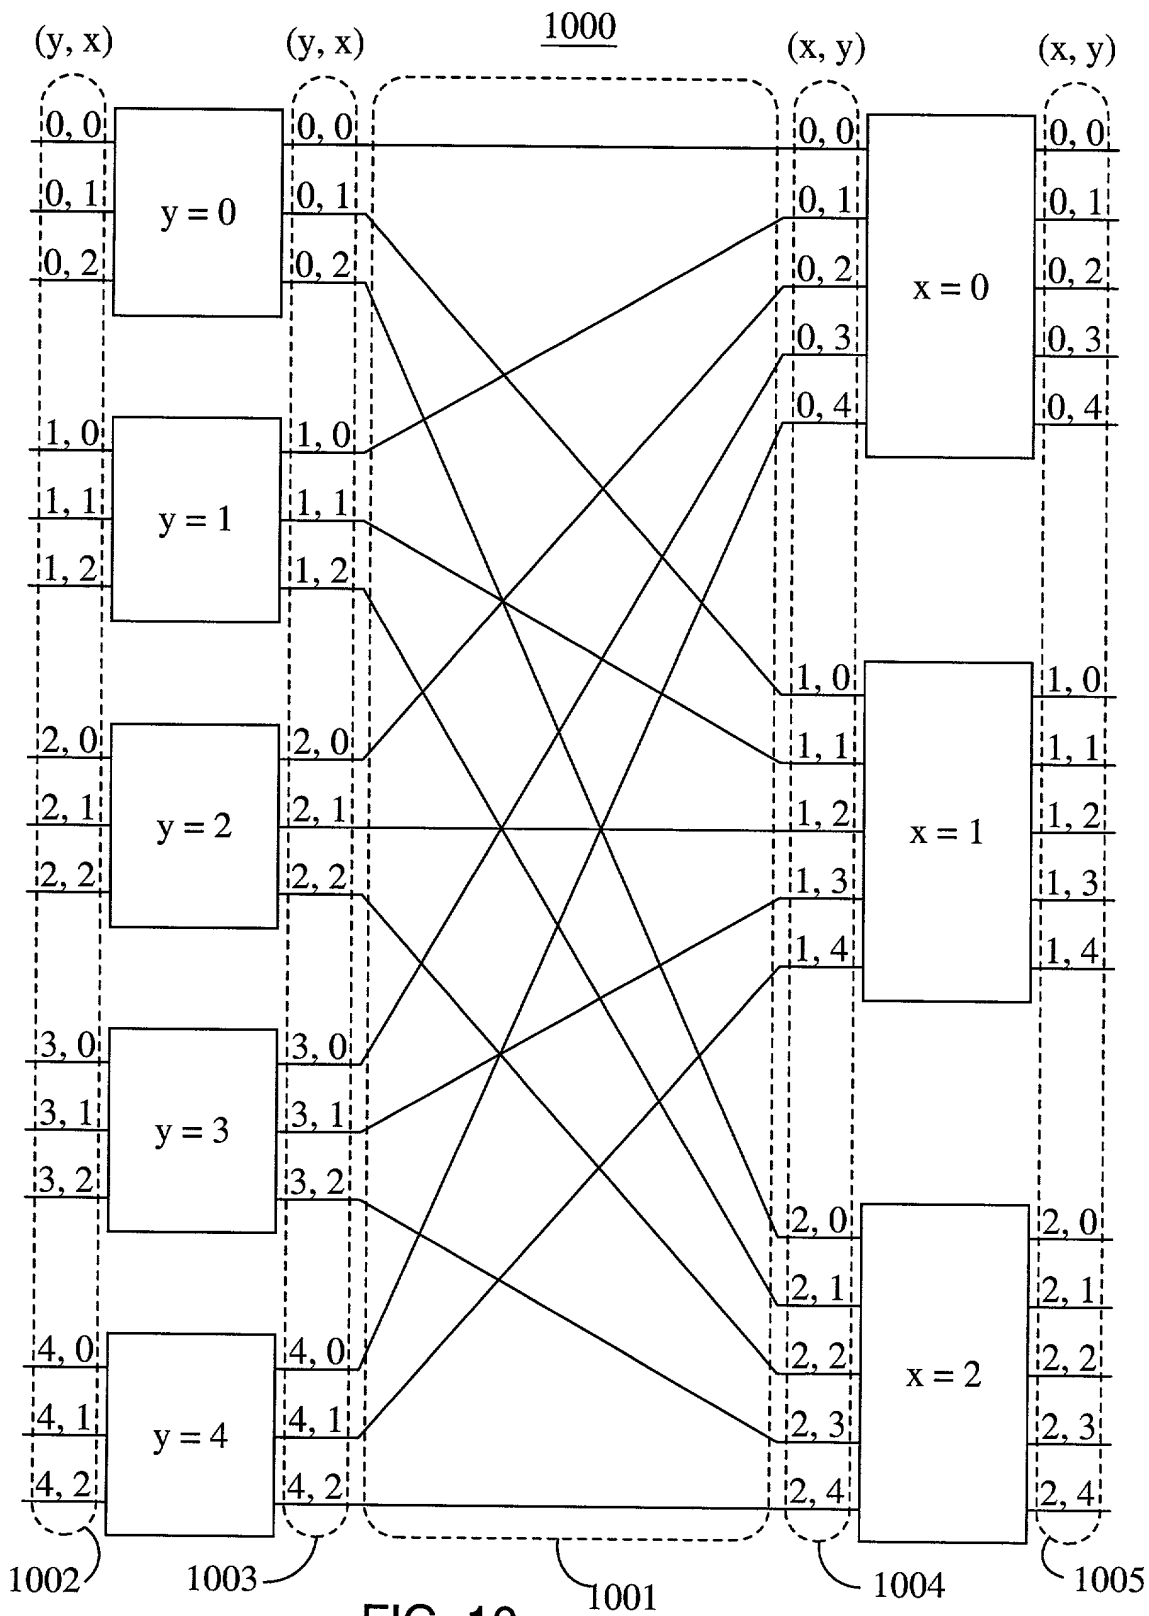 1000
(y, x) (y, x) (x, y) (x, y)
0, 0 0, 0 0, 0 0, 0
0, 1 y = 0 0, 1 0, 1 0, 1
0, 2 0, 2 0, 2 x = 0 0, 2
0, 3 0, 3
0, 4 0, 4
1, 0 1, 0
1, 1 y = 1 1, 1
1, 2 1, 2
1, 0 1, 0
2, 0 2, 0 1, 1 1, 1
2, 1 y = 2 2, 1 1, 2 x = 1 1, 2
2, 2 2, 2 1, 3 1, 3
1, 4 1, 4
3, 0 3, 0
3, 1 y = 3 3, 1
3, 2 3, 2
2, 0 2, 0
2, 1 2, 1
4, 0 4, 0 2, 2 x = 2 2, 2
4, 1 y = 4 4, 1 2, 3 2, 3
4, 2 4, 2 2, 4 2, 4
1002 1003 1001 1004 1005
FIG. 10